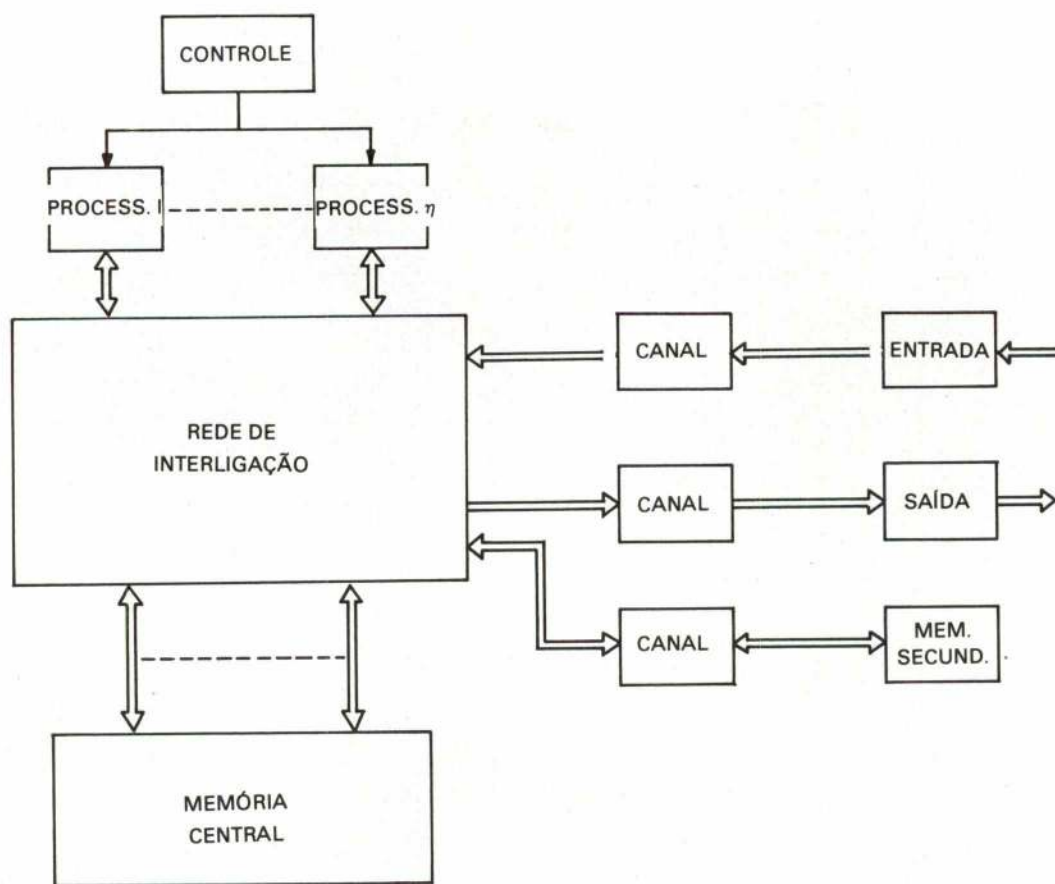 CONTROLE
PROCESS. I
PROCESS. η
REDE DE
INTERLIGAÇÃO
CANAL
ENTRADA
CANAL
SAÍDA
CANAL
MEM.
SECUND.
MEMÓRIA
CENTRAL